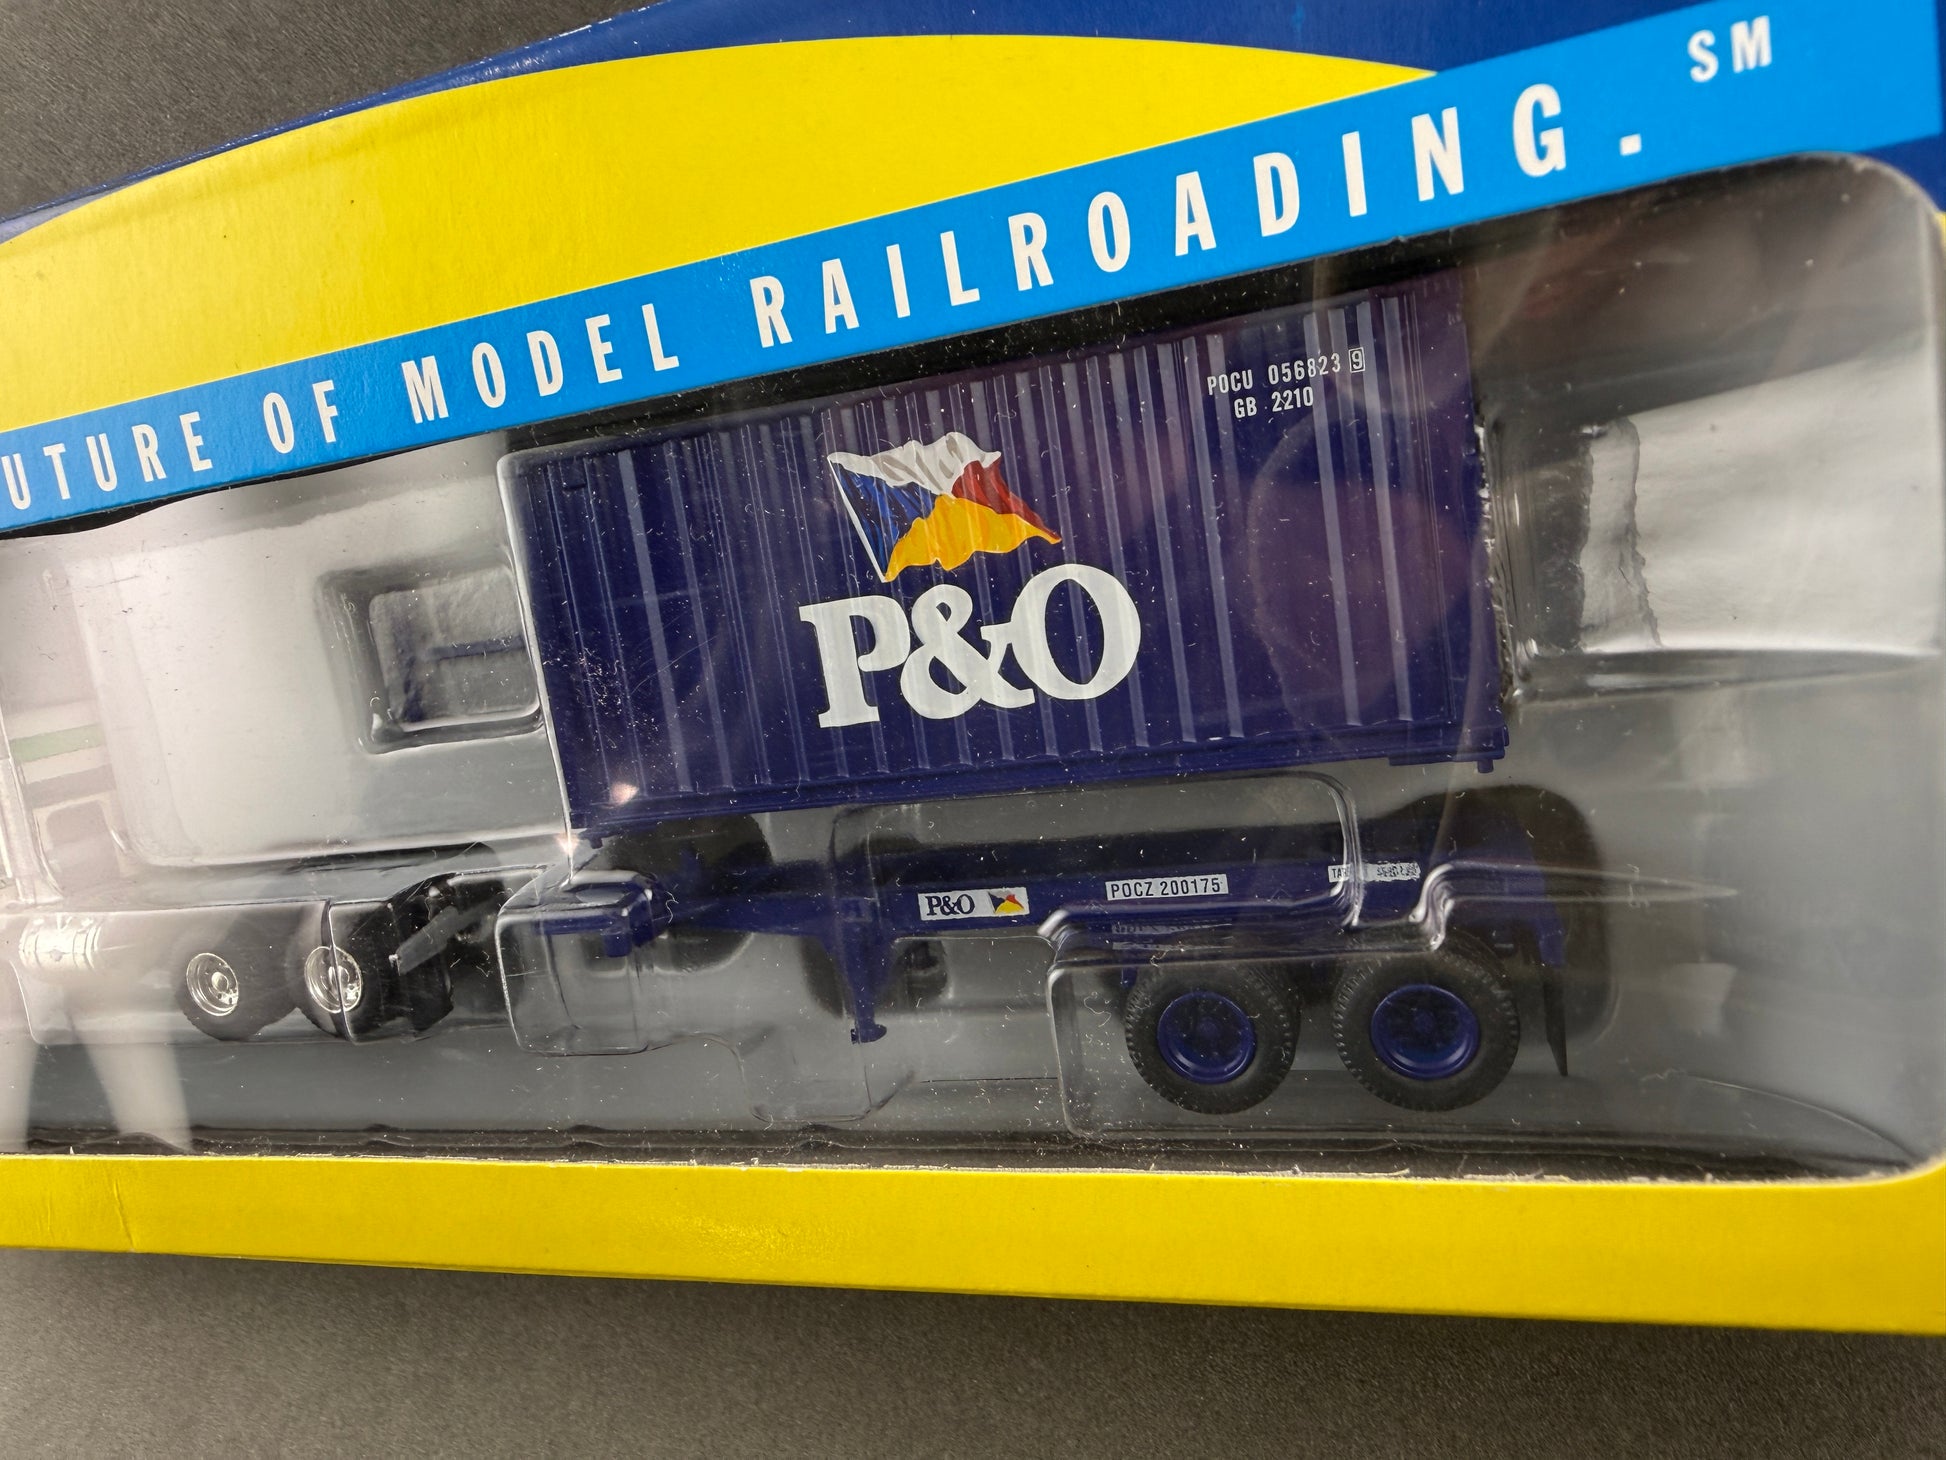 UTURE OF MODEL RAILROADING. SM
POCU 056823 9
GB 2210
P&O
P&O
POCZ 200175